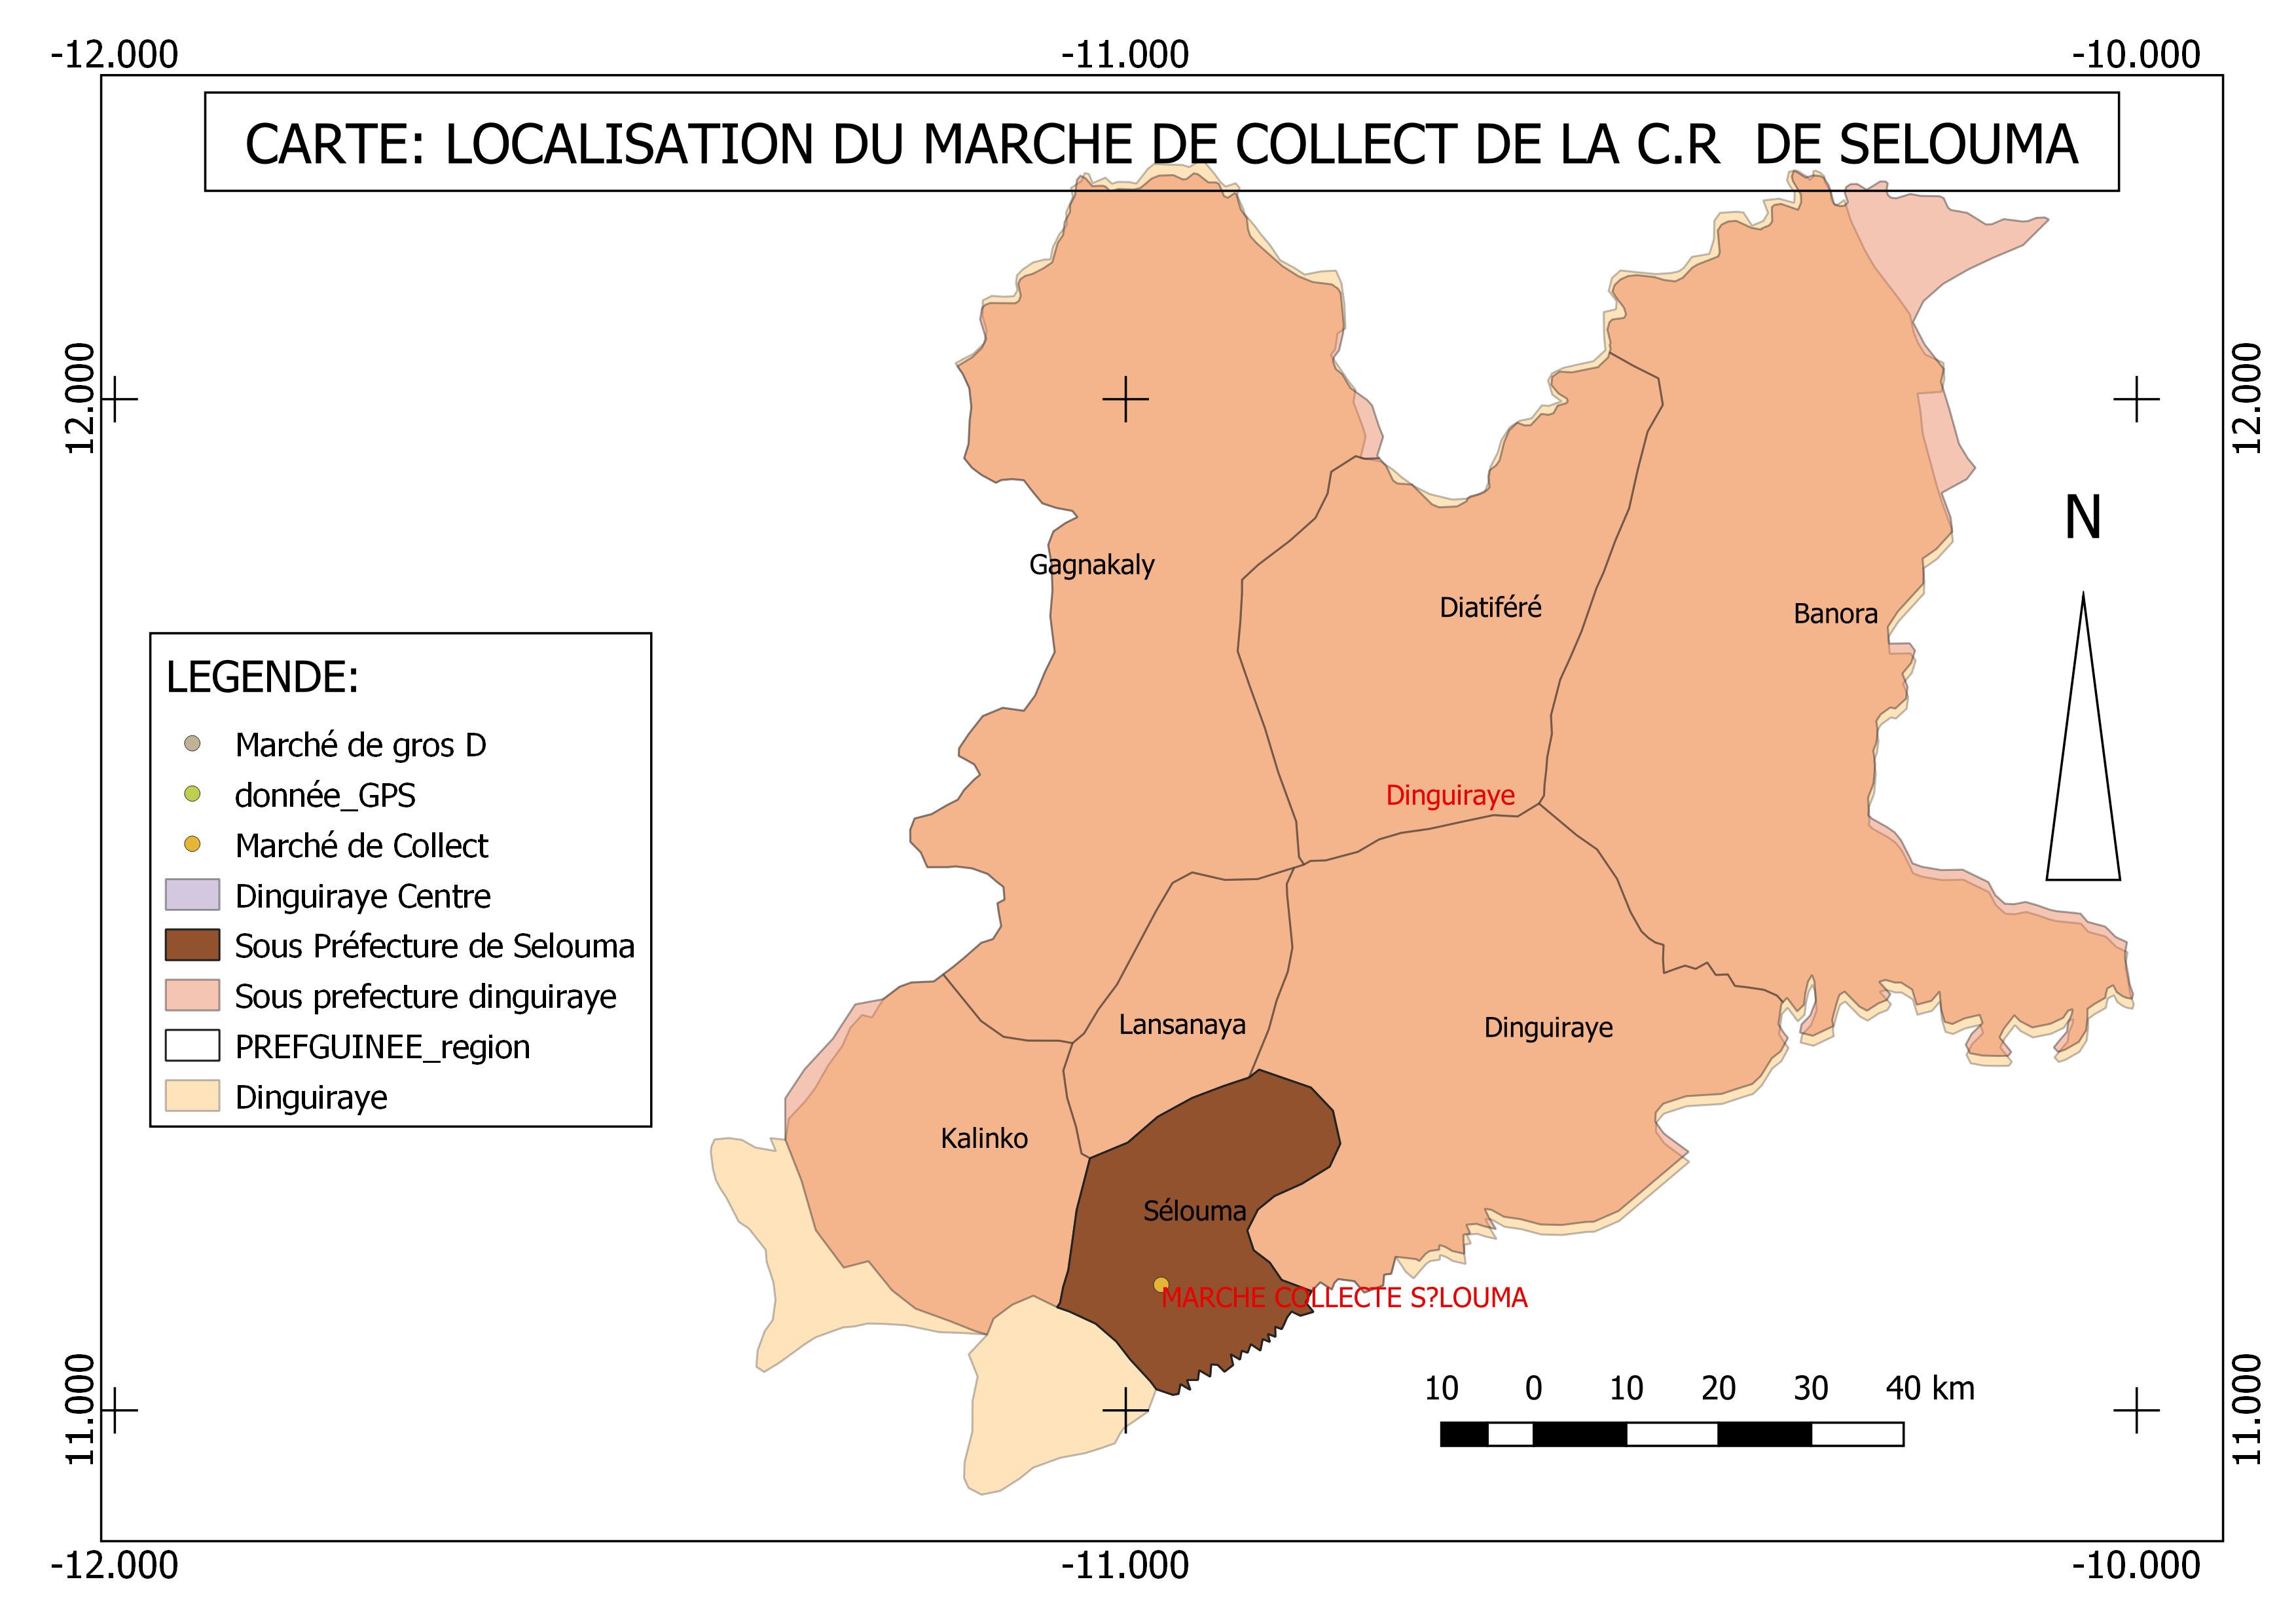 -12.000 -11.000 -10.000
CARTE: LOCALISATION DU MARCHE DE COLLECT DE LA C.R DE SELOUMA
12.000
12.000
N
Gagnakaly
Diatiféré
Banora
LEGENDE:
Marché de gros D
donnée_GPS
Marché de Collect
Dinguiraye Centre
Sous Préfecture de Selouma
Sous prefecture dinguiraye
PREFGUINEE_region
Dinguiraye
Dinguiraye
Lansanaya
Dinguiraye
Kalinko
Sélouma
MARCHE COLLECTE S?LOUMA
10 0 10 20 30 40 km
11.000
11.000
-12.000 -11.000 -10.000